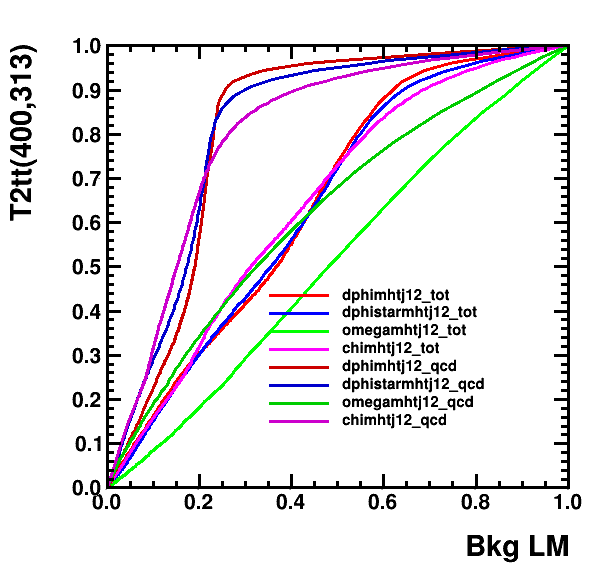 T2tt(400,313)
1.0
0.9
0.8
0.7
0.6
0.5
0.4
0.3
0.2
0.1
0.0
dphimhtj12_tot
dphistarmhtj12_tot
omegamhtj12_tot
chimhtj12_tot
dphimhtj12_qcd
dphistarmhtj12_qcd
omegamhtj12_qcd
chimhtj12_qcd
0.0 0.2 0.4 0.6 0.8 1.0
Bkg LM